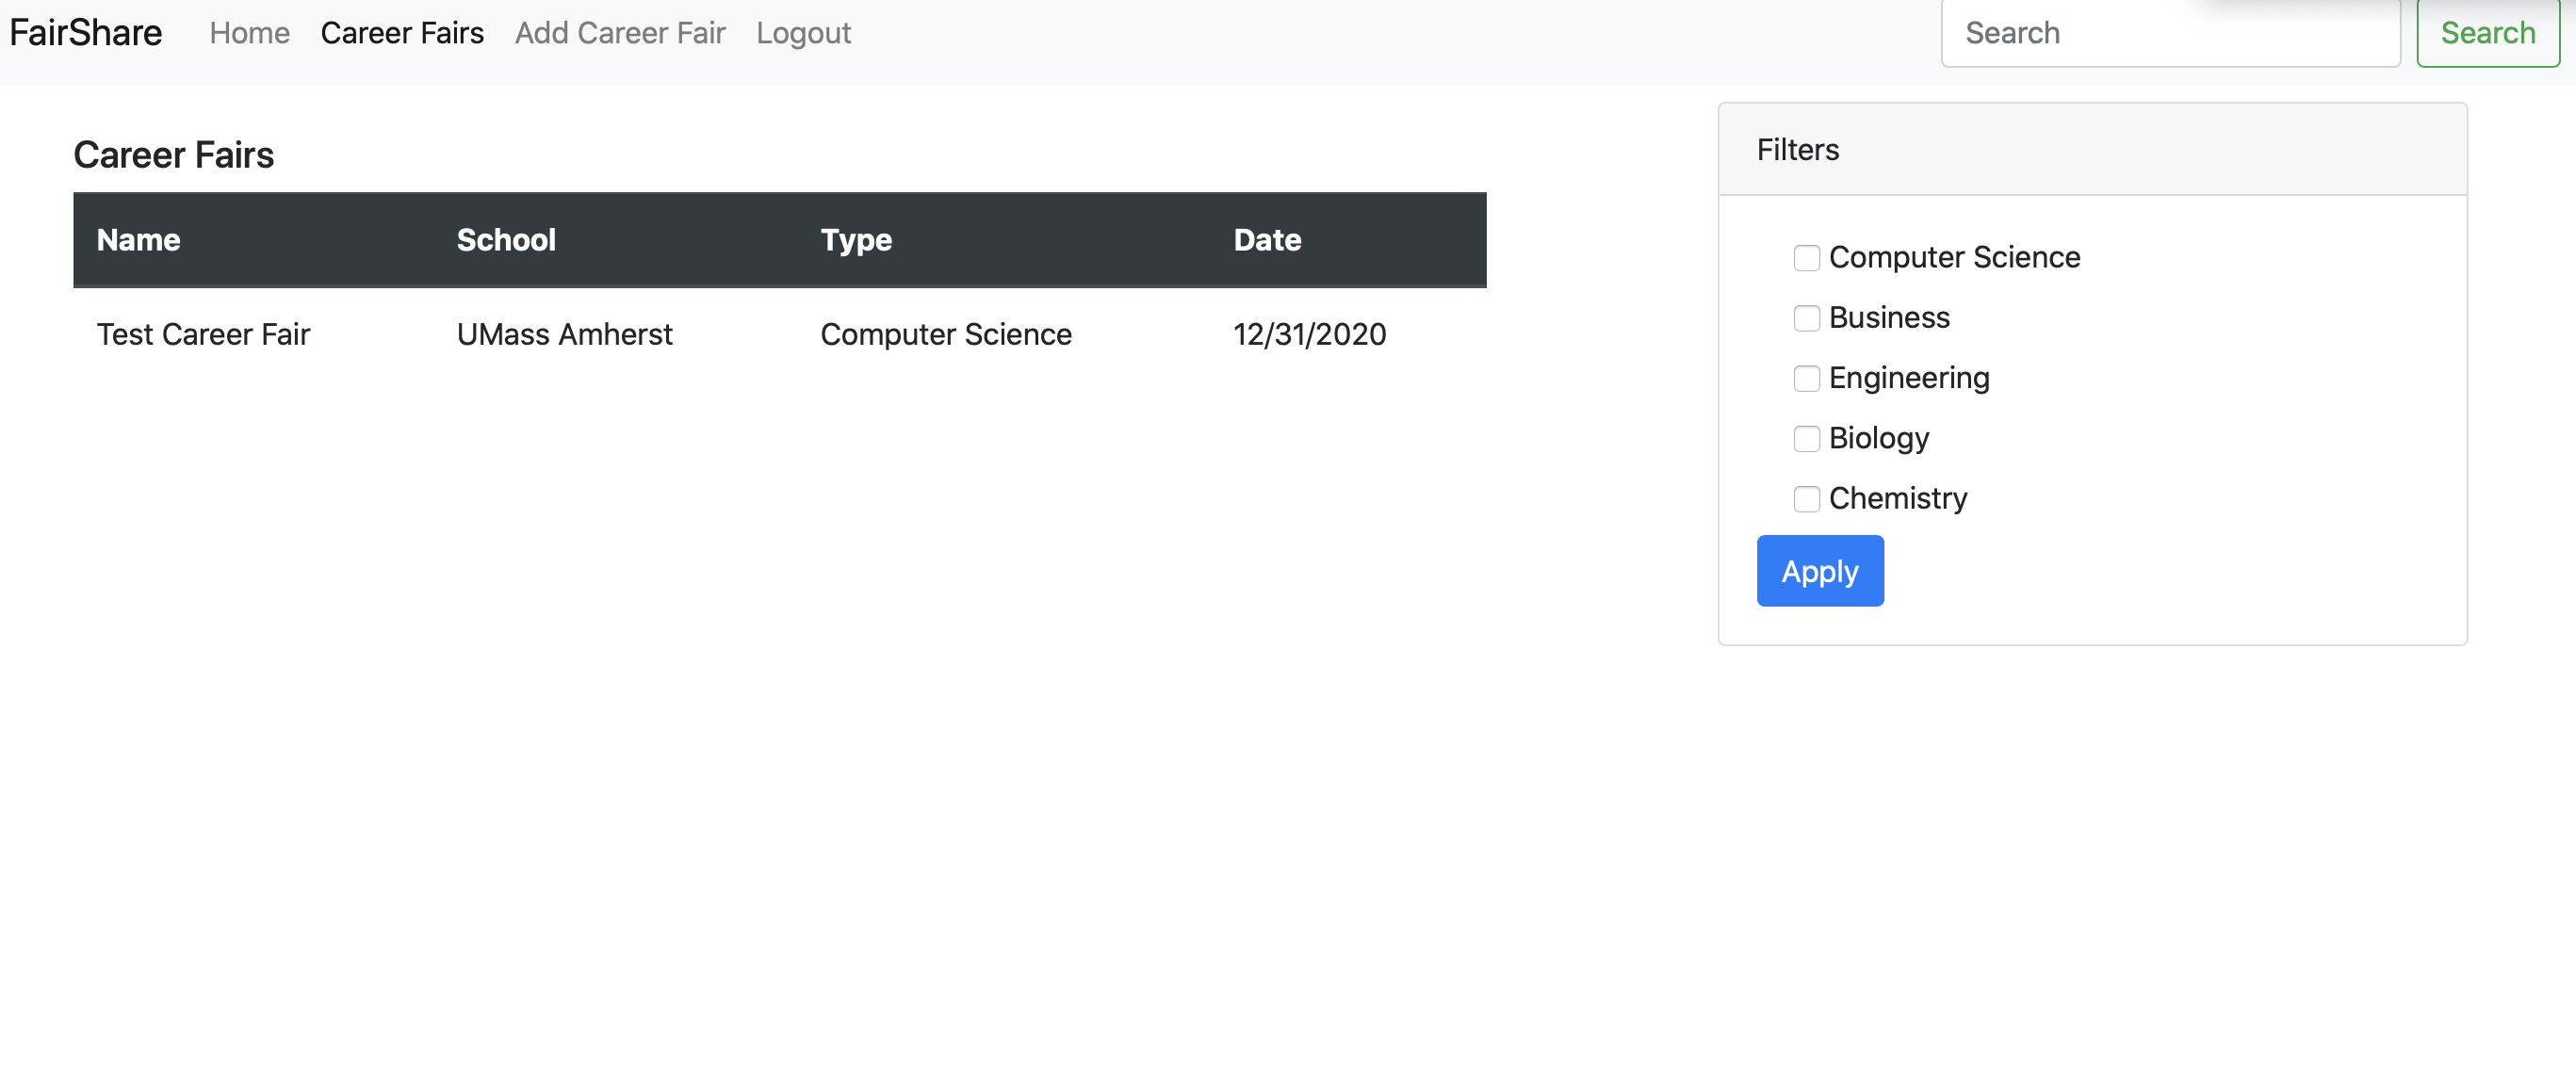 FairShare Home Career Fairs Add Career Fair Logout Search Search
Career Fairs
Name School Type Date
Test Career Fair UMass Amherst Computer Science 12/31/2020
Filters
Computer Science
Business
Engineering
Biology
Chemistry
Apply